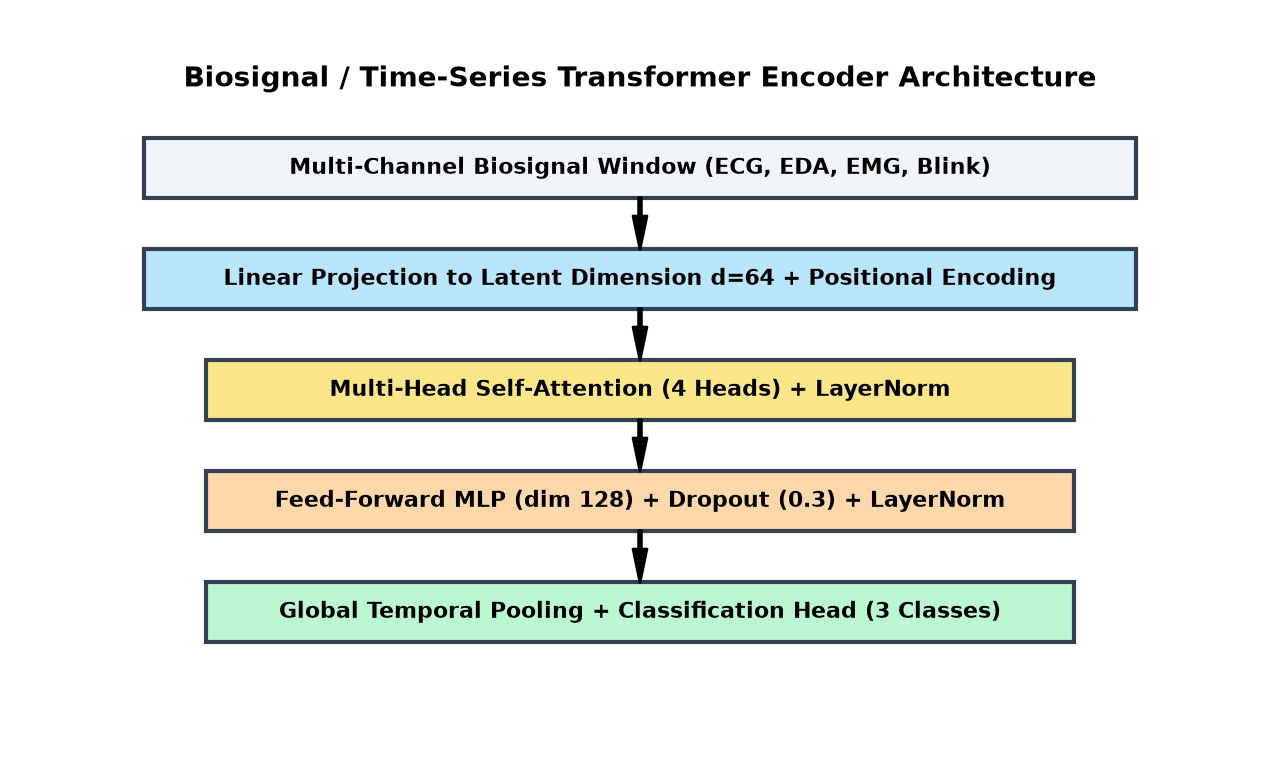 Biosignal / Time-Series Transformer Encoder Architecture
Multi-Channel Biosignal Window (ECG, EDA, EMG, Blink)
Linear Projection to Latent Dimension d=64 + Positional Encoding
Multi-Head Self-Attention (4 Heads) + LayerNorm
Feed-Forward MLP (dim 128) + Dropout (0.3) + LayerNorm
Global Temporal Pooling + Classification Head (3 Classes)